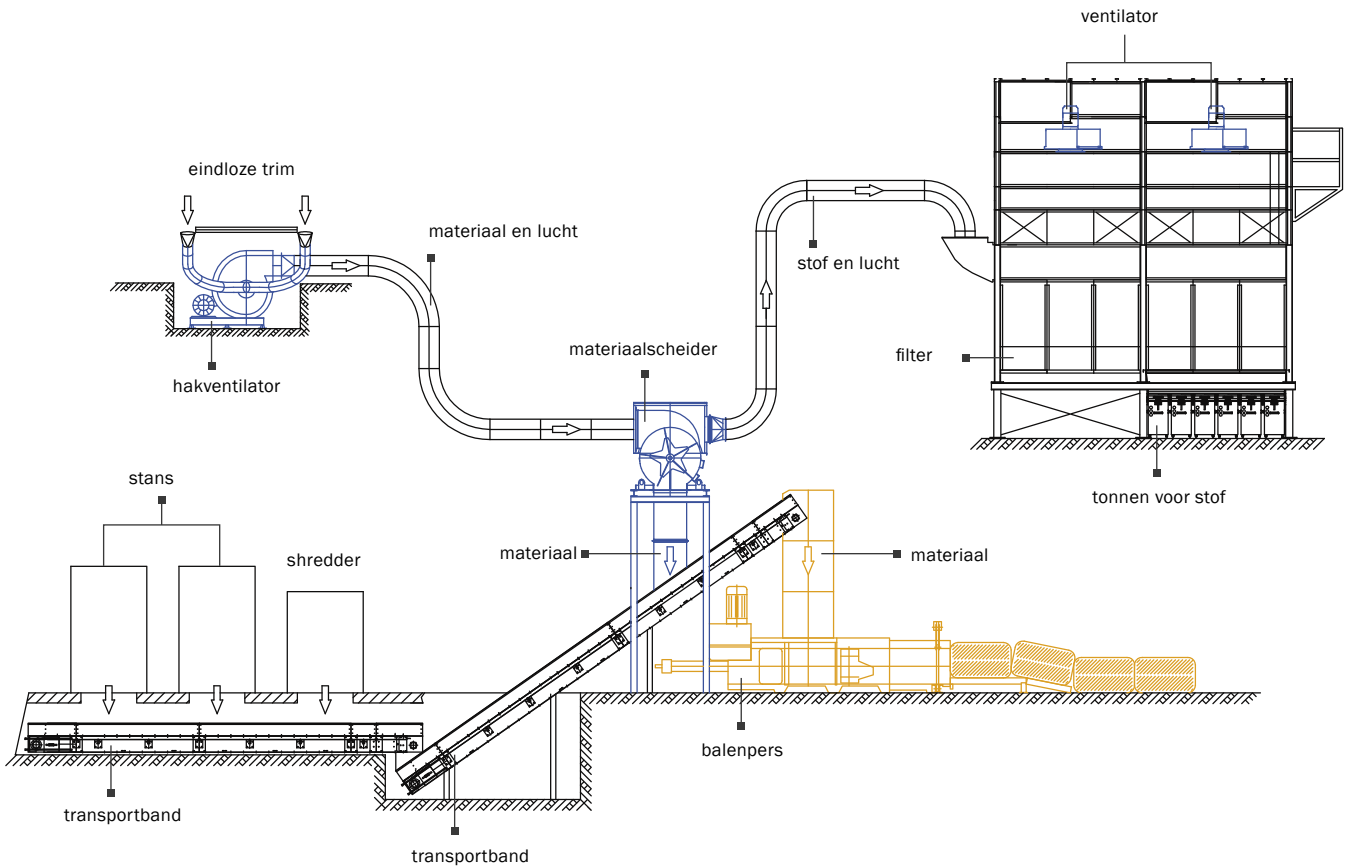 ventilator
eindloze trim
materiaal en lucht
stof en lucht
materiaalscheider
filter
hakventilator
stans
tonnen voor stof
shredder
materiaal
materiaal
balenpers
transportband
transportband